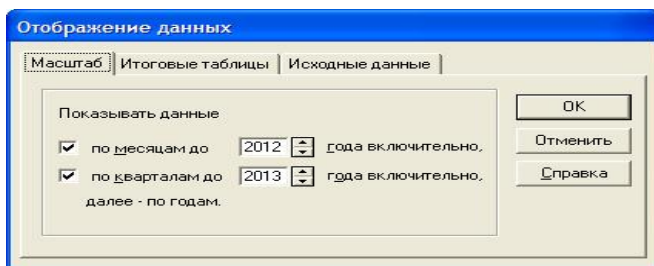 Отображение данных
Масштаб Итоговые таблицы Исходные данные
Показывать данные
по месяцам до 2012 года включительно,
по кварталам до 2013 года включительно,
далее - по годам.
OK
Отменить
Справка